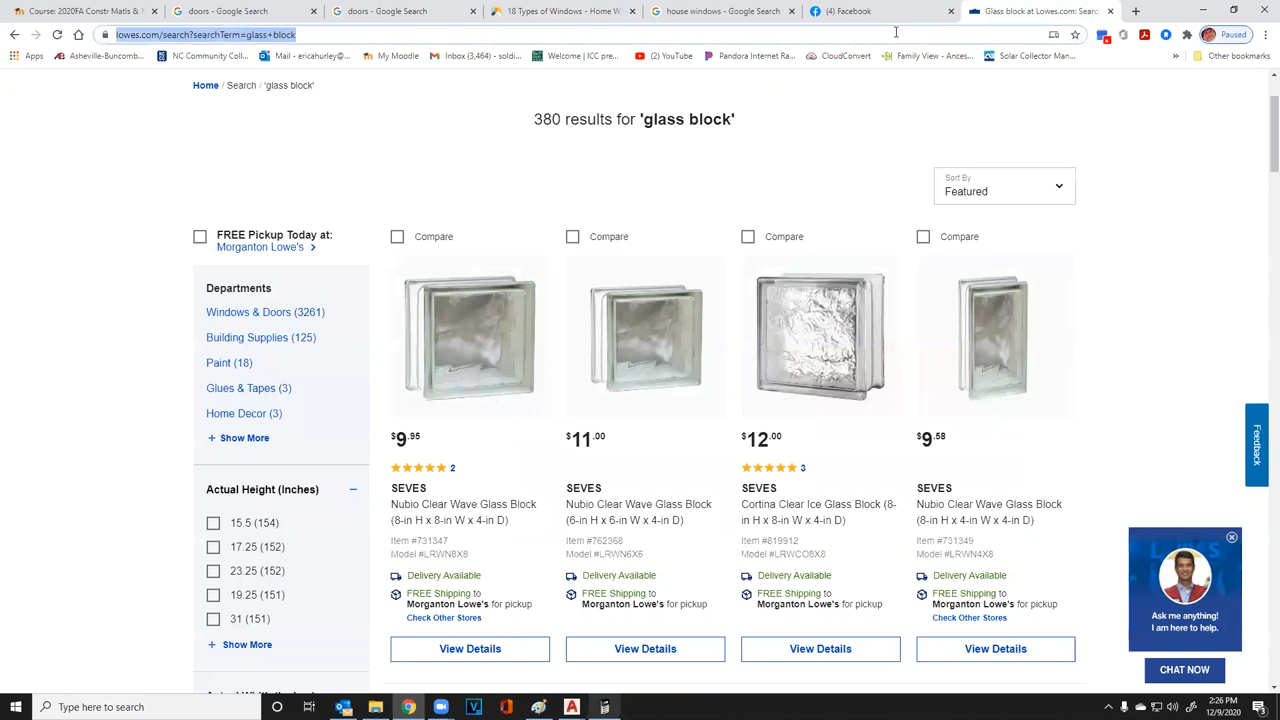 Course: 2020FA Constr Matls &
doors - Google Search
doors - Google Search
18 Types of Windows - Home W
house windows - Google Search
(4) Facebook
Glass block at Lowes.com: Sear
lowes.com/search?searchTerm=glass+block
Paused
Apps
Asheville-Buncomb...
NC Community Coll...
Mail - ericahurley@...
My Moodle
Inbox (3,464) - soldi...
Welcome | ICC pre...
(2) YouTube
Pandora Internet Ra...
CloudConvert
Family View - Ances...
Solar Collector Man...
»
Other bookmarks
Home / Search / 'glass block'
380 results for 'glass block'
Sort By
Featured
FREE Pickup Today at:
Morganton Lowe's
Departments
Windows & Doors (3261)
Building Supplies (125)
Paint (18)
Glues & Tapes (3)
Home Decor (3)
+ Show More
Actual Height (Inches)
15.5 (154)
17.25 (152)
23.25 (152)
19.25 (151)
31 (151)
+ Show More
Compare
Compare
Compare
Compare
$9.95
$11.00
$12.00
$9.58
2
3
SEVES
Nubio Clear Wave Glass Block
(8-in H x 8-in W x 4-in D)
Item #731347
Model #LRWN8X8
Delivery Available
FREE Shipping to
Morganton Lowe's for pickup
Check Other Stores
View Details
SEVES
Nubio Clear Wave Glass Block
(6-in H x 6-in W x 4-in D)
Item #762368
Model #LRWN6X6
Delivery Available
FREE Shipping to
Morganton Lowe's for pickup
View Details
SEVES
Cortina Clear Ice Glass Block (8-
in H x 8-in W x 4-in D)
Item #819912
Model #LRWCO8X8
Delivery Available
FREE Shipping to
Morganton Lowe's for pickup
View Details
SEVES
Nubio Clear Wave Glass Block
(8-in H x 4-in W x 4-in D)
Item #731349
Model #LRWN4X8
Delivery Available
FREE Shipping to
Morganton Lowe's for pickup
Check Other Stores
View Details
Feedback
Ask me anything!
I am here to help.
CHAT NOW
Type here to search
2:26 PM
12/9/2020